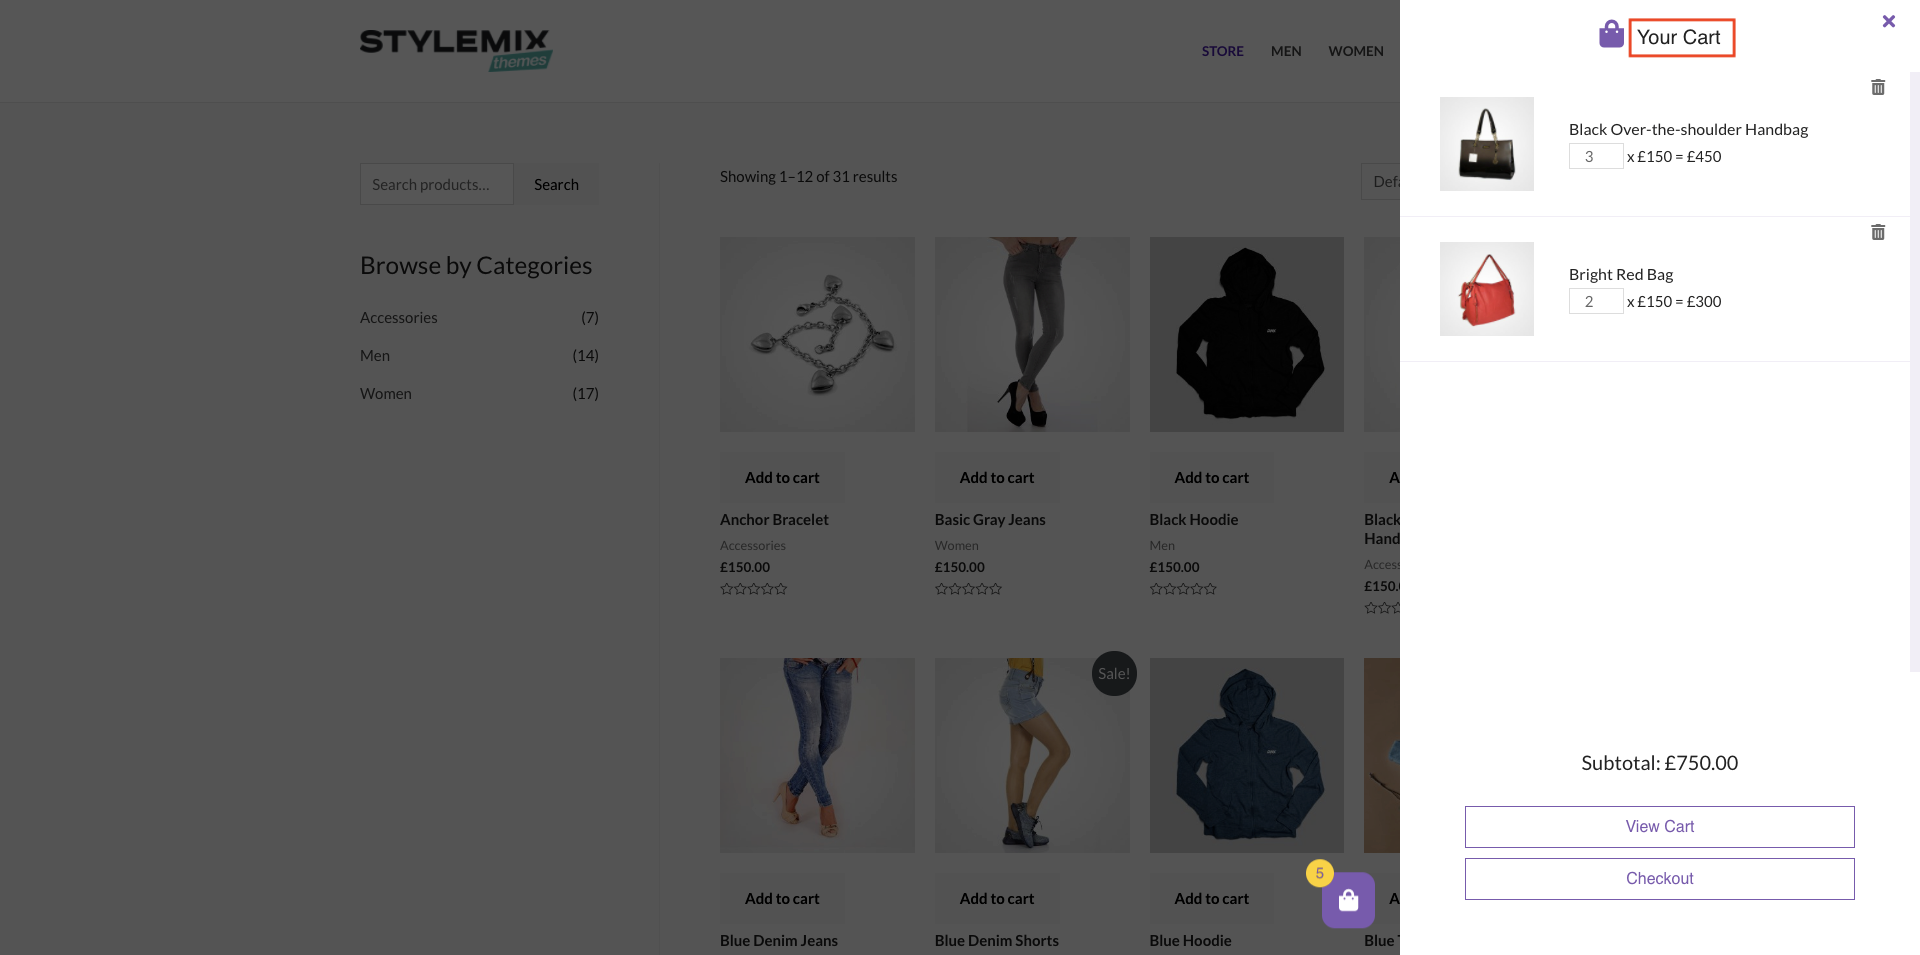 STYLEMIX
themes
STORE MEN WOMEN
Search products... Search
Browse by Categories
Accessories (7)
Men (14)
Women (17)
Showing 1–12 of 31 results
Add to cart
Anchor Bracelet
Accessories
£150.00
Add to cart
Basic Gray Jeans
Women
£150.00
Add to cart
Black Hoodie
Men
£150.00
Black
Add to cart
Blue Denim Jeans
Sale!
Add to cart
Blue Denim Shorts
Add to cart
Blue Hoodie
Blue
5
Your Cart
Black Over-the-shoulder Handbag
3 x £150 = £450
Bright Red Bag
2 x £150 = £300
Subtotal: £750.00
View Cart
Checkout